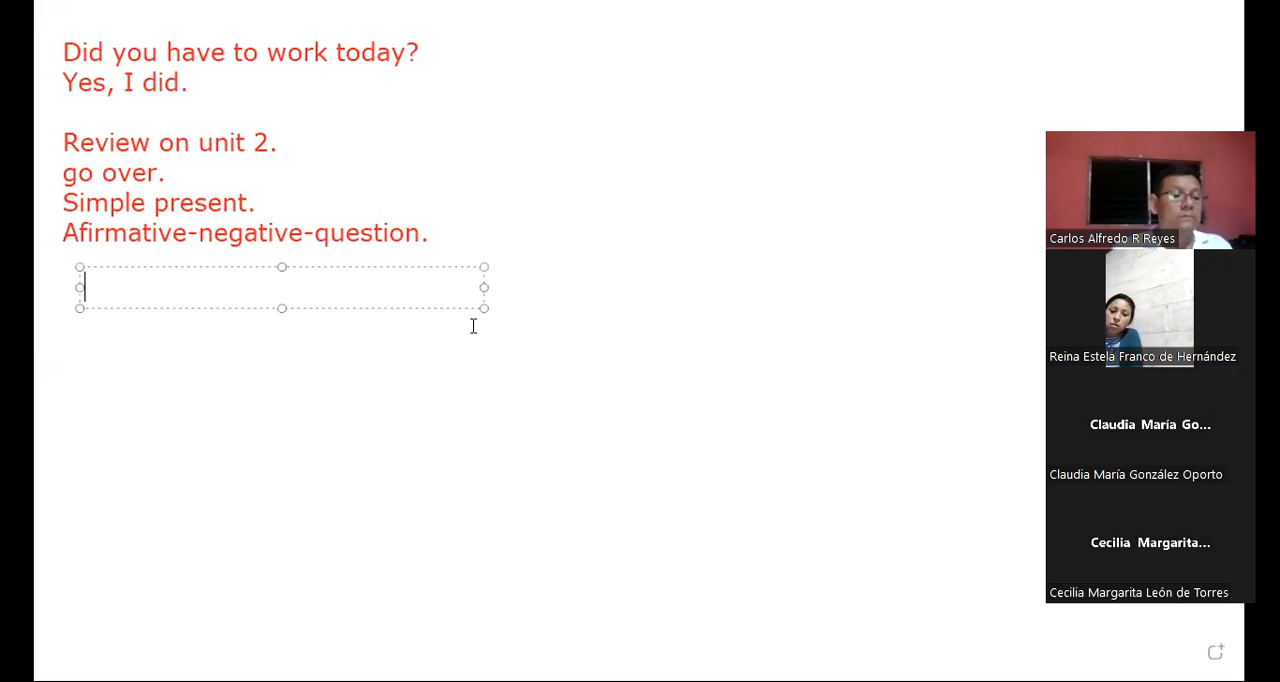 Did you have to work today?
Yes, I did.
Review on unit 2.
go over.
Simple present.
Afirmative-negative-question.
Carlos Alfredo R Reyes
Reina Estela Franco de Hernández
Claudia María Go...
Claudia María González Oporto
Cecilia Margarita...
Cecilia Margarita León de Torres